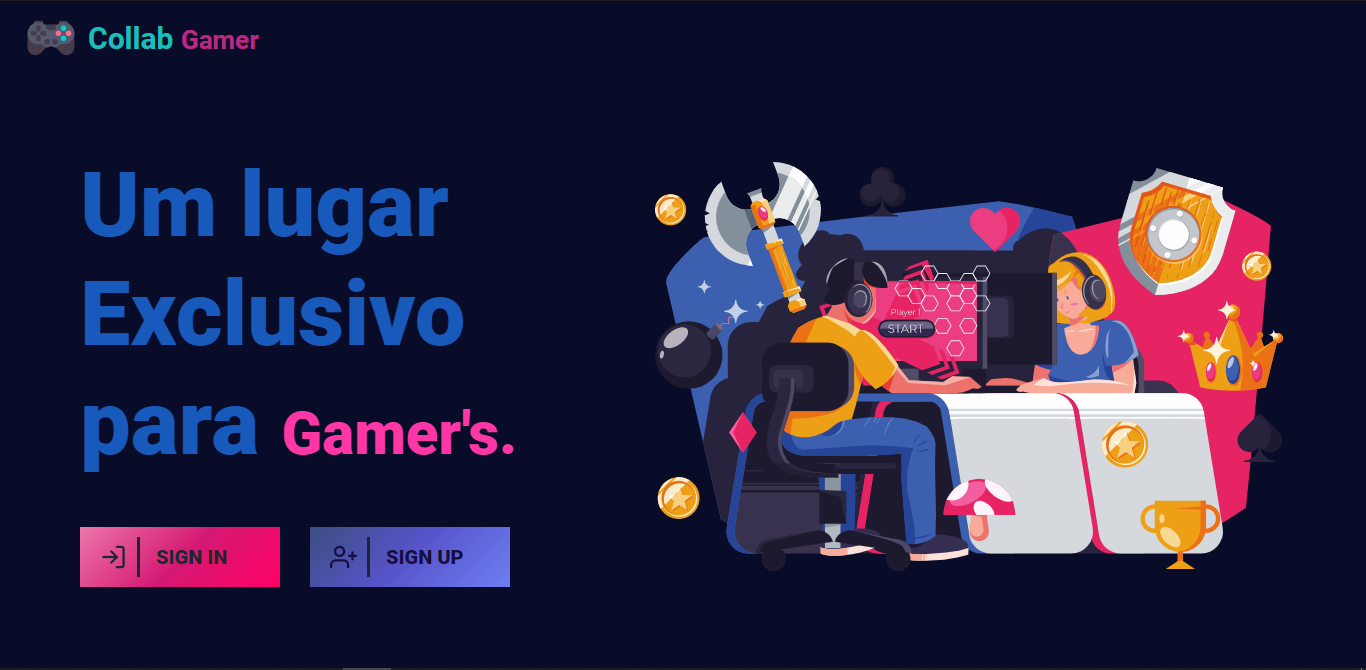 Collab Gamer
Um lugar
Exclusivo
para Gamer's.
Player 1
START
SIGN IN
SIGN UP